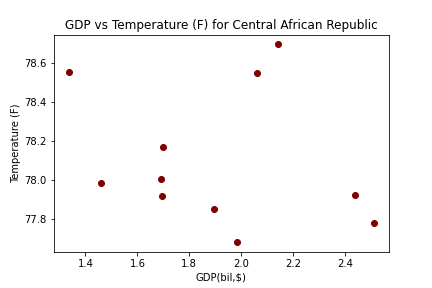 GDP vs Temperature (F) for Central African Republic
78.6
78.4
78.2
78.0
77.8
Temperature (F)
1.4 1.6 1.8 2.0 2.2 2.4
GDP(bil,$)